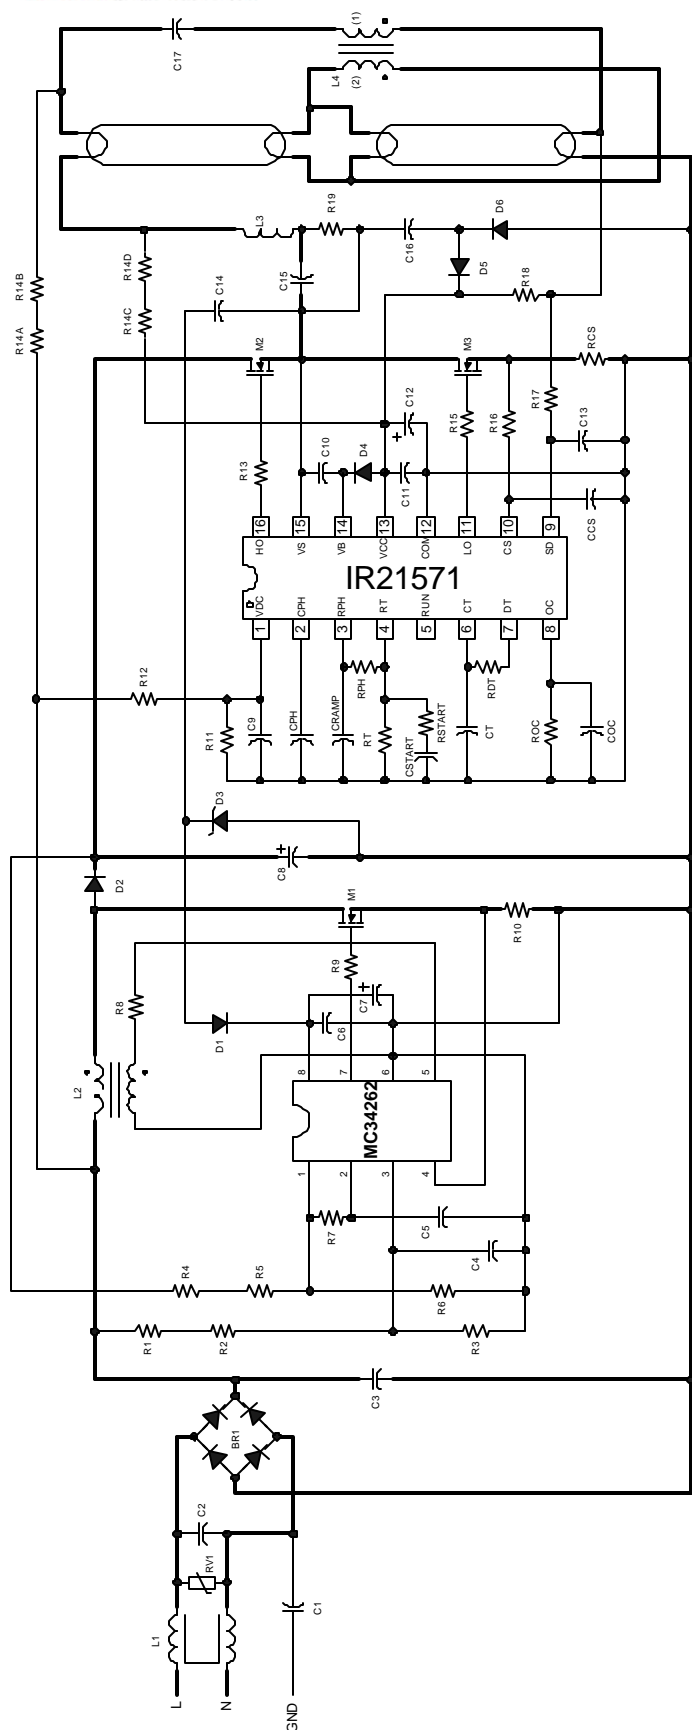 C17
L4
(1)
(2)
R14B
R14A
R14D
R14C
L3
R19
C16
D6
D5
R18
C15
C14
M2
M3
RCS
R17
C13
R16
R15
C12
+
C11
D4
C10
R13
CCS
16 15 14 13 12 11 10 9
HO VS VB VCC COM LO CS SD
IR21571
VDC CPH RPH RT RUN CT DT OC
1 2 3 4 5 6 7 8
R12
R11
C9
CPH
CRAMP
RPH
RT
CSTART
RSTART
CT
RDT
ROC
COC
D3
+
C8
D2
M1
R10
R9
R8
C7
+
C6
D1
L2
8 7 6 5
MC34262
1 2 3 4
R7
C5
C4
R4
R5
R6
R1
R2
R3
C3
BR1
C2
RV1
L1
C1
L
N
GND